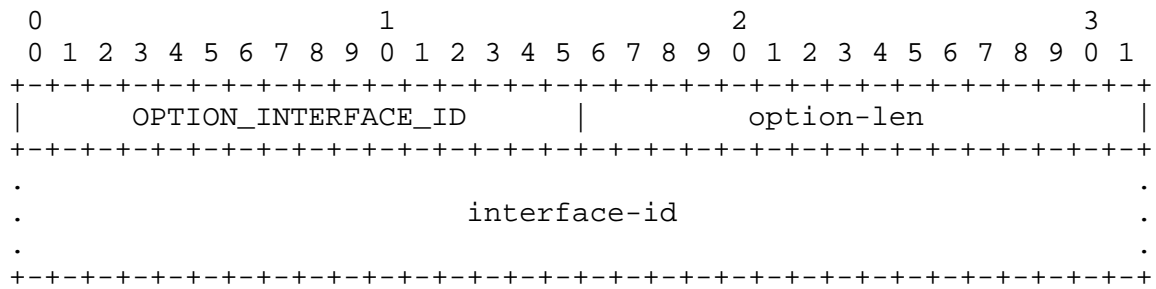 0                   1                   2                   3
 0 1 2 3 4 5 6 7 8 9 0 1 2 3 4 5 6 7 8 9 0 1 2 3 4 5 6 7 8 9 0 1
+-+-+-+-+-+-+-+-+-+-+-+-+-+-+-+-+-+-+-+-+-+-+-+-+-+-+-+-+-+-+-+-+
|      OPTION_INTERFACE_ID      |         option-len            |
+-+-+-+-+-+-+-+-+-+-+-+-+-+-+-+-+-+-+-+-+-+-+-+-+-+-+-+-+-+-+-+-+
.                                                               .
.                         interface-id                          .
.                                                               .
+-+-+-+-+-+-+-+-+-+-+-+-+-+-+-+-+-+-+-+-+-+-+-+-+-+-+-+-+-+-+-+-+